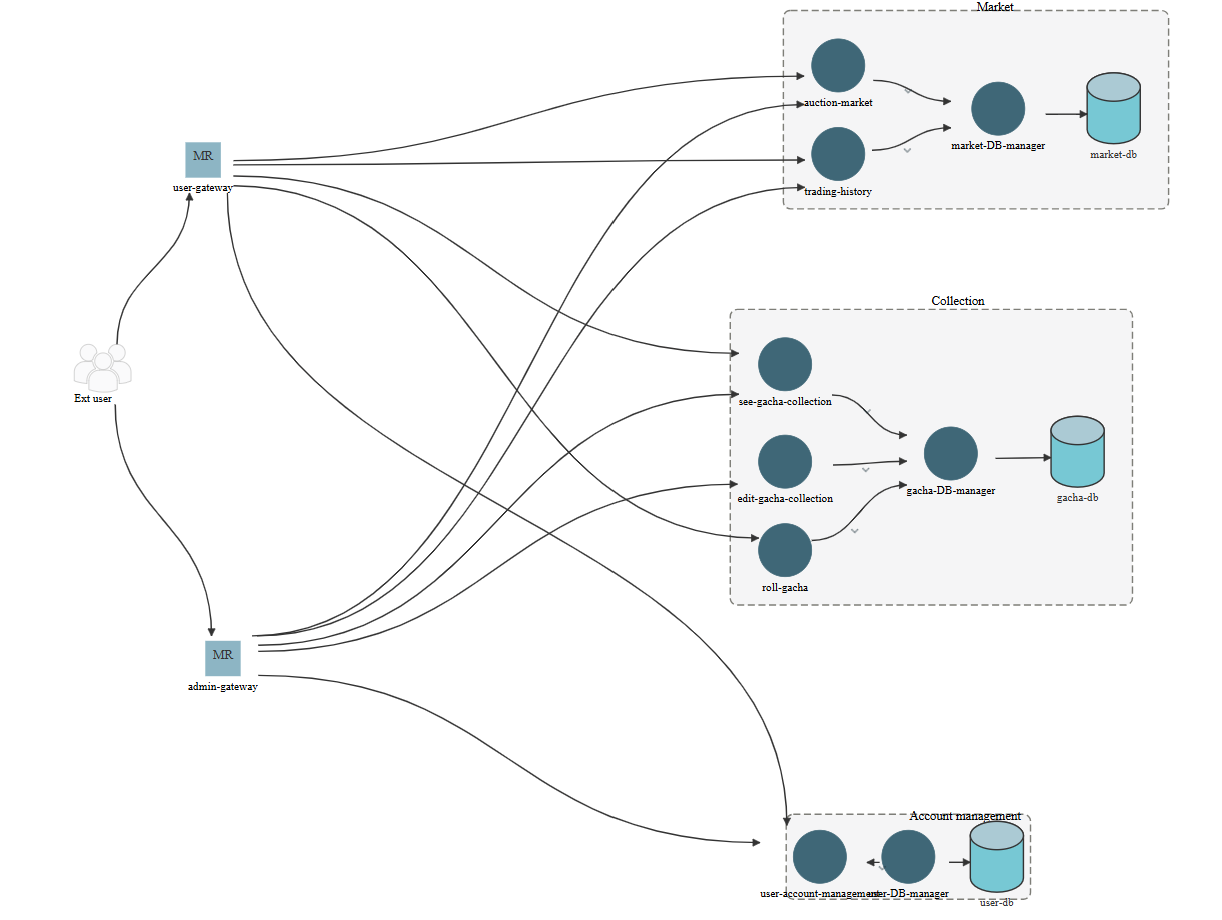 Market
auction-market
market-DB-manager
market-db
trading-history
MR
user-gateway
Collection
Ext user
see-gacha-collection
edit-gacha-collection
gacha-DB-manager
gacha-db
roll-gacha
MR
admin-gateway
Account management
user-account-management
user-DB-manager
user-db